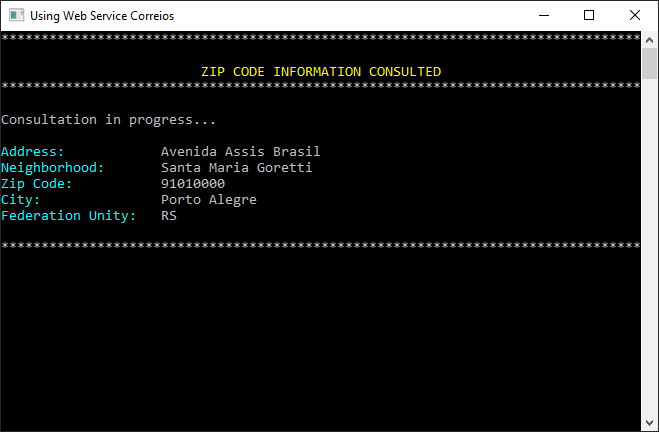 Using Web Service Correios
********************************************************************************
ZIP CODE INFORMATION CONSULTED
********************************************************************************
Consultation in progress...
Address: Avenida Assis Brasil
Neighborhood: Santa Maria Goretti
Zip Code: 91010000
City: Porto Alegre
Federation Unity: RS
********************************************************************************